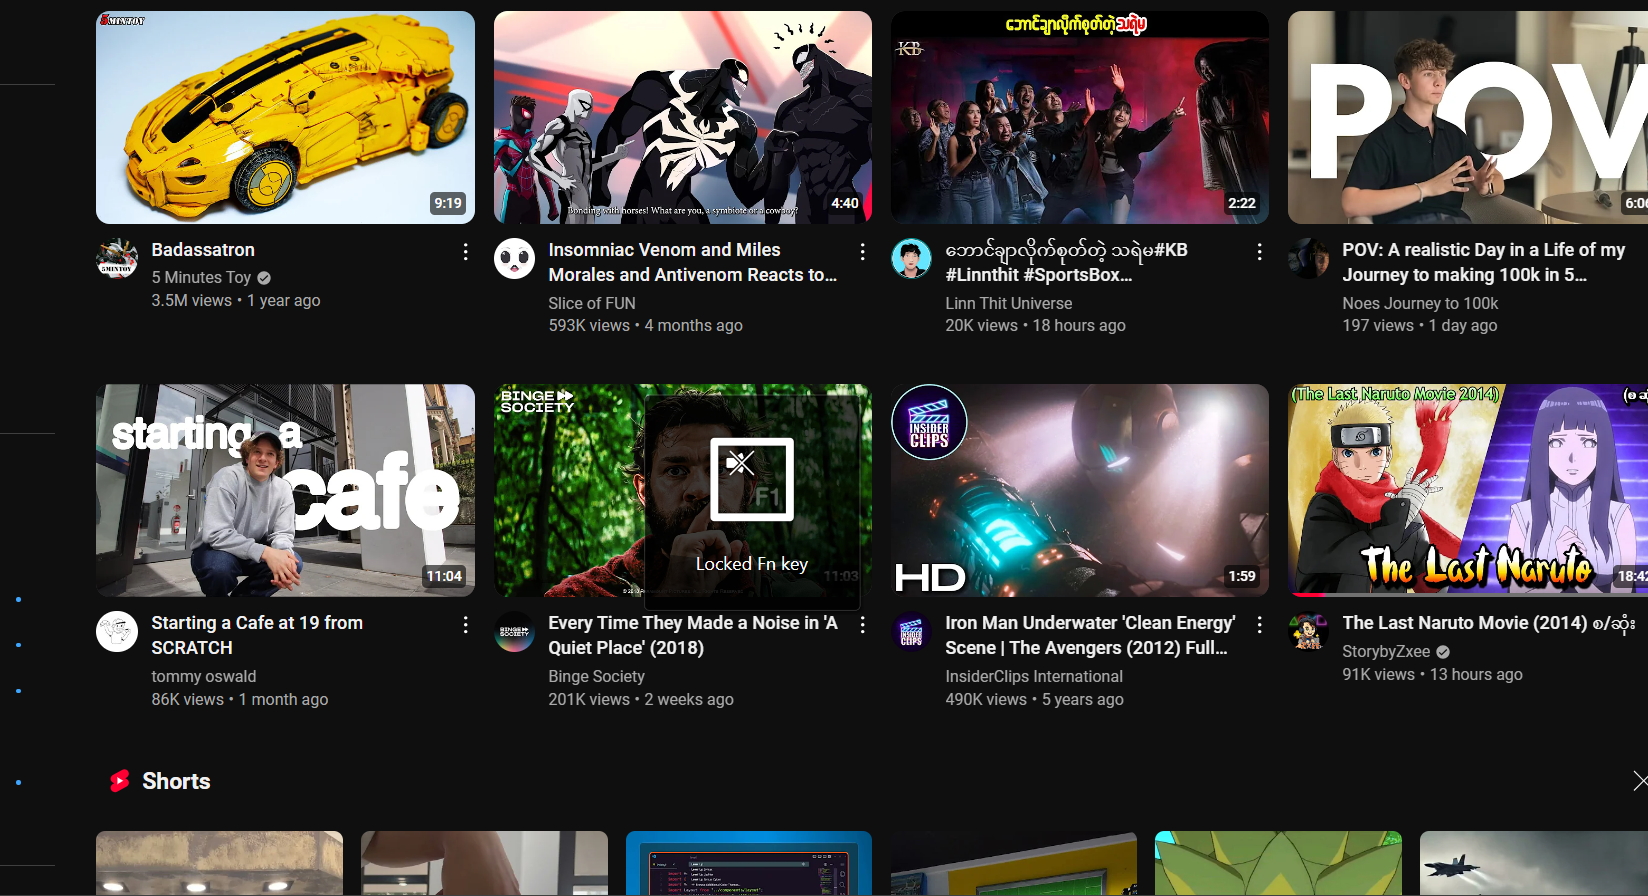 5MINTOY
9:19
Badassatron
5 Minutes Toy
3.5M views • 1 year ago
Bonding with horses! What are you, a symbiote or a cowboy?
4:40
Insomniac Venom and Miles
Morales and Antivenom Reacts to...
Slice of FUN
593K views • 4 months ago
ဘောင်ချာလိုက်စုတ်တဲ့သရဲမ
KB
2:22
ဘောင်ချာလိုက်စုတ်တဲ့ သရဲမ#KB
#Linnthit #SportsBox...
Linn Thit Universe
20K views • 18 hours ago
POV
6:06
POV: A realistic Day in a Life of my
Journey to making 100k in 5...
Noes Journey to 100k
197 views • 1 day ago
starting a
cafe
11:04
Starting a Cafe at 19 from
SCRATCH
tommy oswald
86K views • 1 month ago
BINGE
SOCIETY
F1
Locked Fn key
11:03
Every Time They Made a Noise in 'A
Quiet Place' (2018)
Binge Society
201K views • 2 weeks ago
INSIDER
CLIPS
HD
1:59
Iron Man Underwater 'Clean Energy'
Scene | The Avengers (2012) Full...
InsiderClips International
490K views • 5 years ago
(The Last Naruto Movie 2014)
The Last Naruto
18:42
The Last Naruto Movie (2014) စ/ဆုံး
StorybyZxee
91K views • 13 hours ago
Shorts